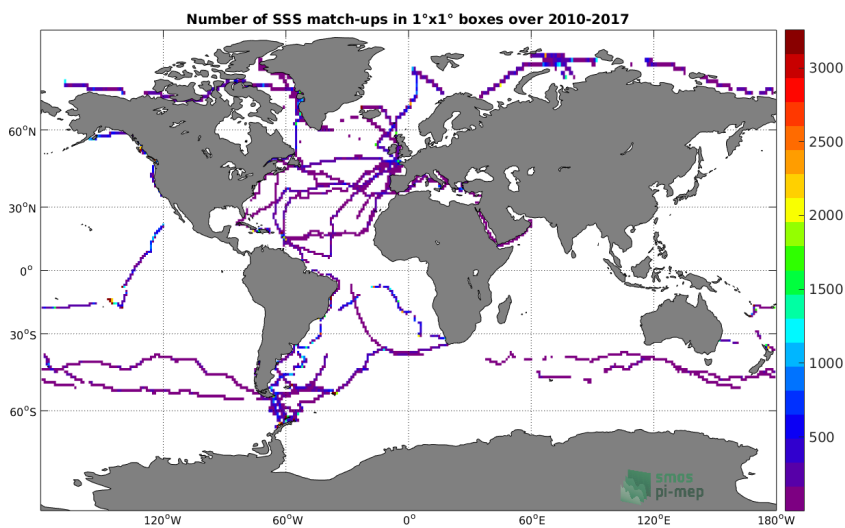 Number of SSS match-ups in 1°x1° boxes over 2010-2017
60°N
30°N
0°
30°S
60°S
120°W 60°W 0° 60°E 120°E 180°W
3000
2500
2000
1500
1000
500
smos
pi-mep